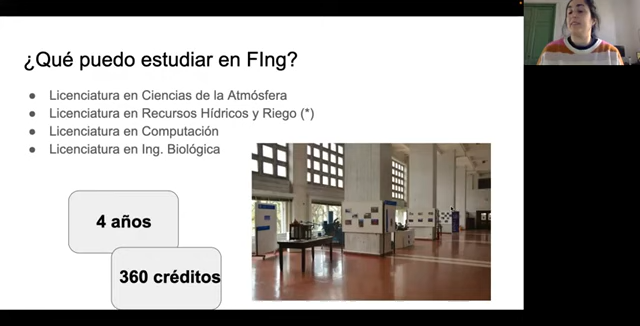 ¿Qué puedo estudiar en FIng?
● Licenciatura en Ciencias de la Atmósfera
● Licenciatura en Recursos Hídricos y Riego (*)
● Licenciatura en Computación
● Licenciatura en Ing. Biológica
4 años
360 créditos